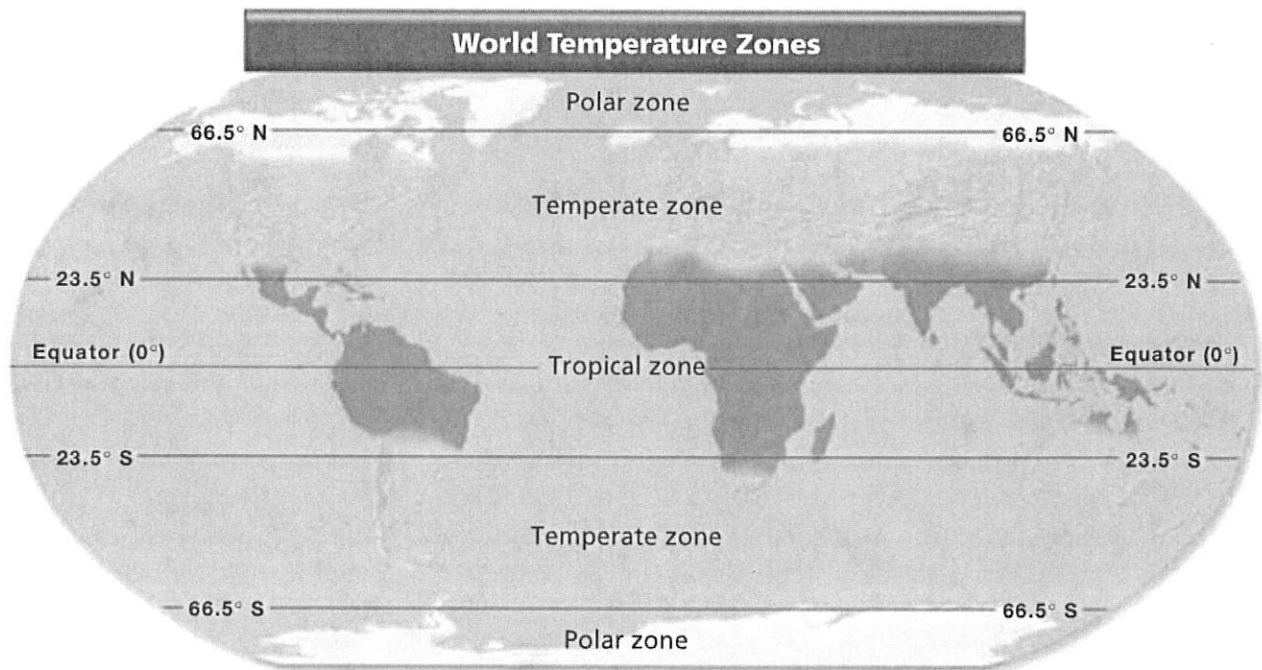 World Temperature Zones
Polar zone
66.5° N 66.5° N
Temperate zone
23.5° N 23.5° N
Equator (0°) Equator (0°)
Tropical zone
23.5° S 23.5° S
Temperate zone
66.5° S 66.5° S
Polar zone